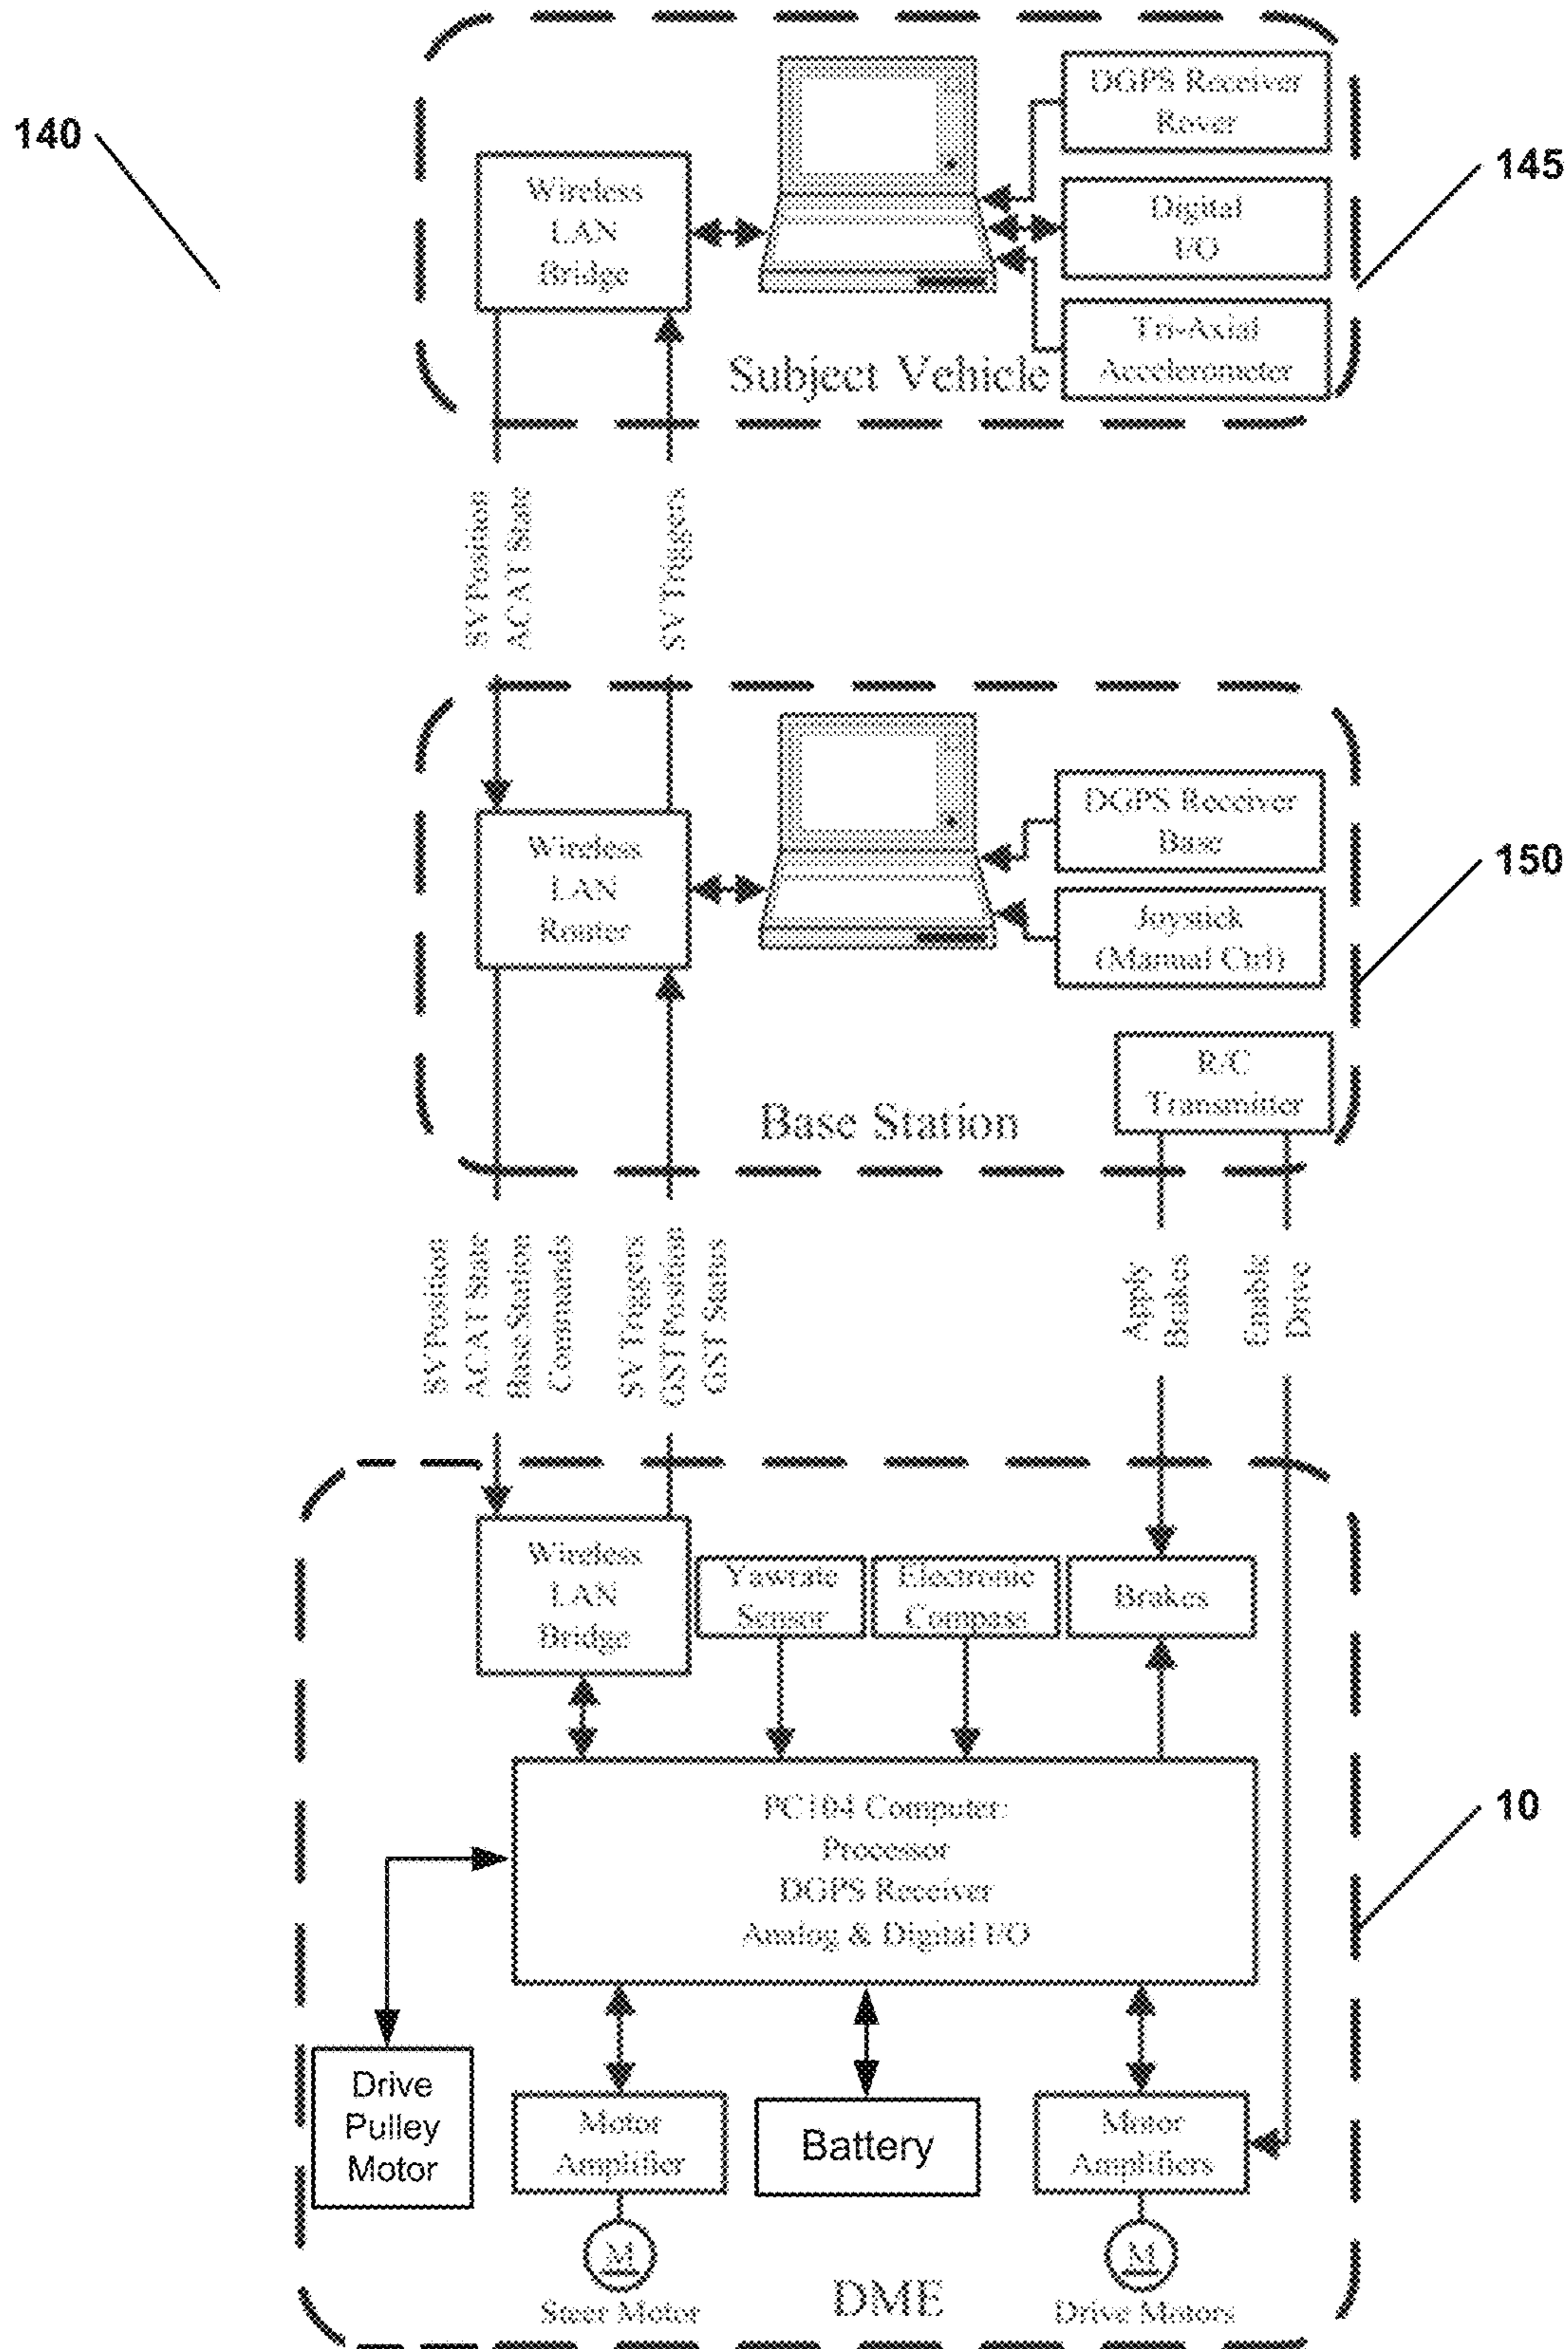 140
DGPS Receiver
Rover
145
Wireless
LAN
Bridge
Digital
I/O
Tri-Axial
Accelerometer
Subject Vehicle
SV Position
ACAT State
SV Triggers
DGPS Receiver
Base
150
Wireless
LAN
Router
Joystick
(Manual Ctrl)
R/C
Transmitter
Base Station
SV Position
ACAT State
Base Station
Commands
SV Triggers
GST Position
GST Status
Apply
Brakes
Enable
Drive
Wireless
LAN
Bridge
Yawrate
Sensor
Electronic
Compass
Brakes
PC104 Computer:
Processor
DGPS Receiver
Analog & Digital I/O
10
Drive
Pulley
Motor
Motor
Amplifier
Battery
Motor
Amplifiers
M
M
Steer Motor
DME
Drive Motors